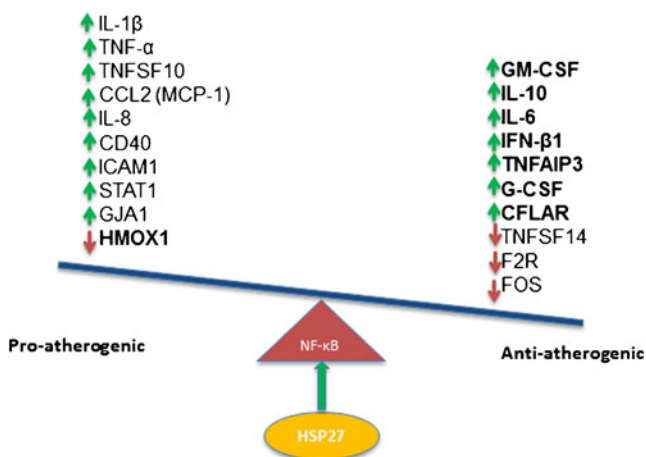 IL-1β
TNF-α
TNFSF10
CCL2 (MCP-1)
IL-8
CD40
ICAM1
STAT1
GJA1
HMOX1
GM-CSF
IL-10
IL-6
IFN-β1
TNFAIP3
G-CSF
CFLAR
TNFSF14
F2R
FOS
Pro-atherogenic
NF-κB
Anti-atherogenic
HSP27